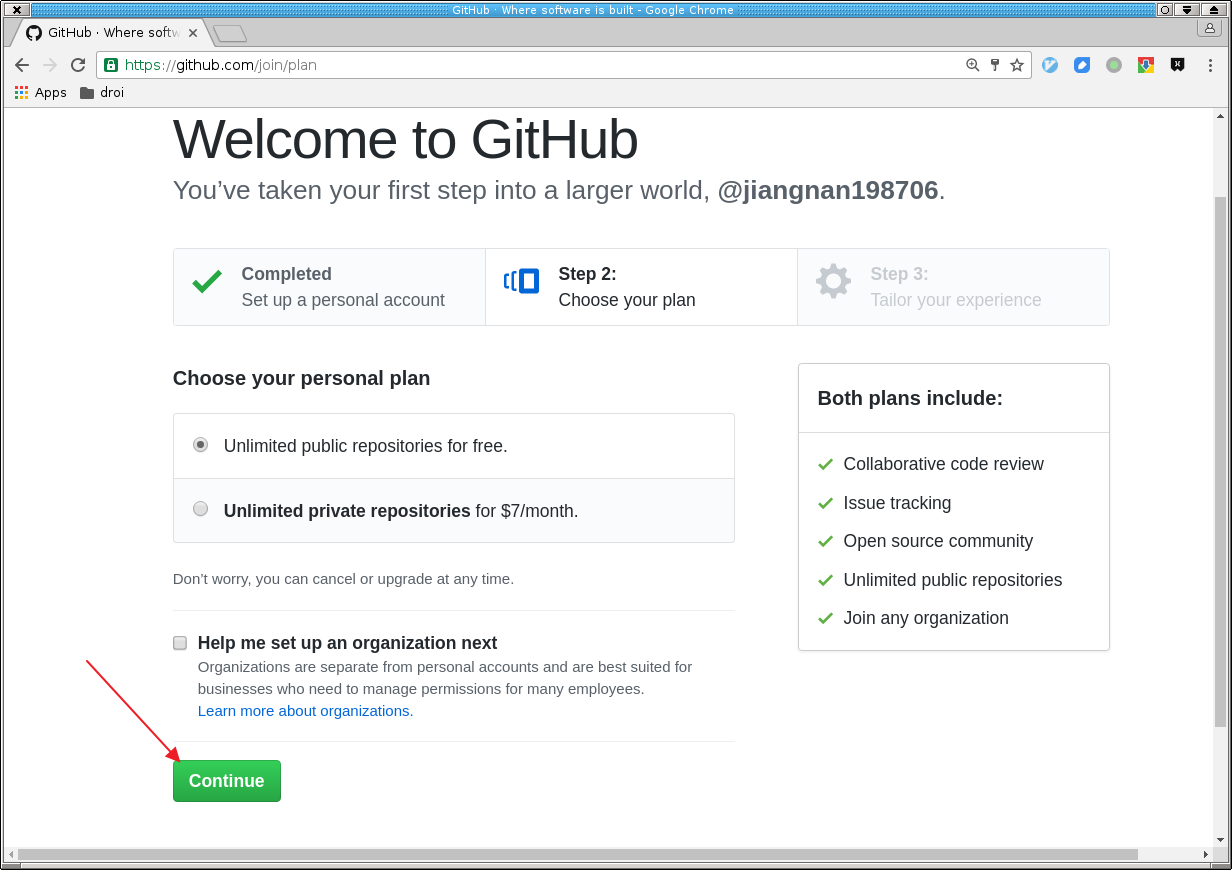 GitHub · Where software is built - Google Chrome
GitHub · Where softw
https://github.com/join/plan
Apps droi
Welcome to GitHub
You’ve taken your first step into a larger world, @jiangnan198706.
Completed
Set up a personal account
Step 2:
Choose your plan
Step 3:
Tailor your experience
Choose your personal plan
Unlimited public repositories for free.
Unlimited private repositories for $7/month.
Don’t worry, you can cancel or upgrade at any time.
Help me set up an organization next
Organizations are separate from personal accounts and are best suited for
businesses who need to manage permissions for many employees.
Learn more about organizations.
Continue
Both plans include:
Collaborative code review
Issue tracking
Open source community
Unlimited public repositories
Join any organization